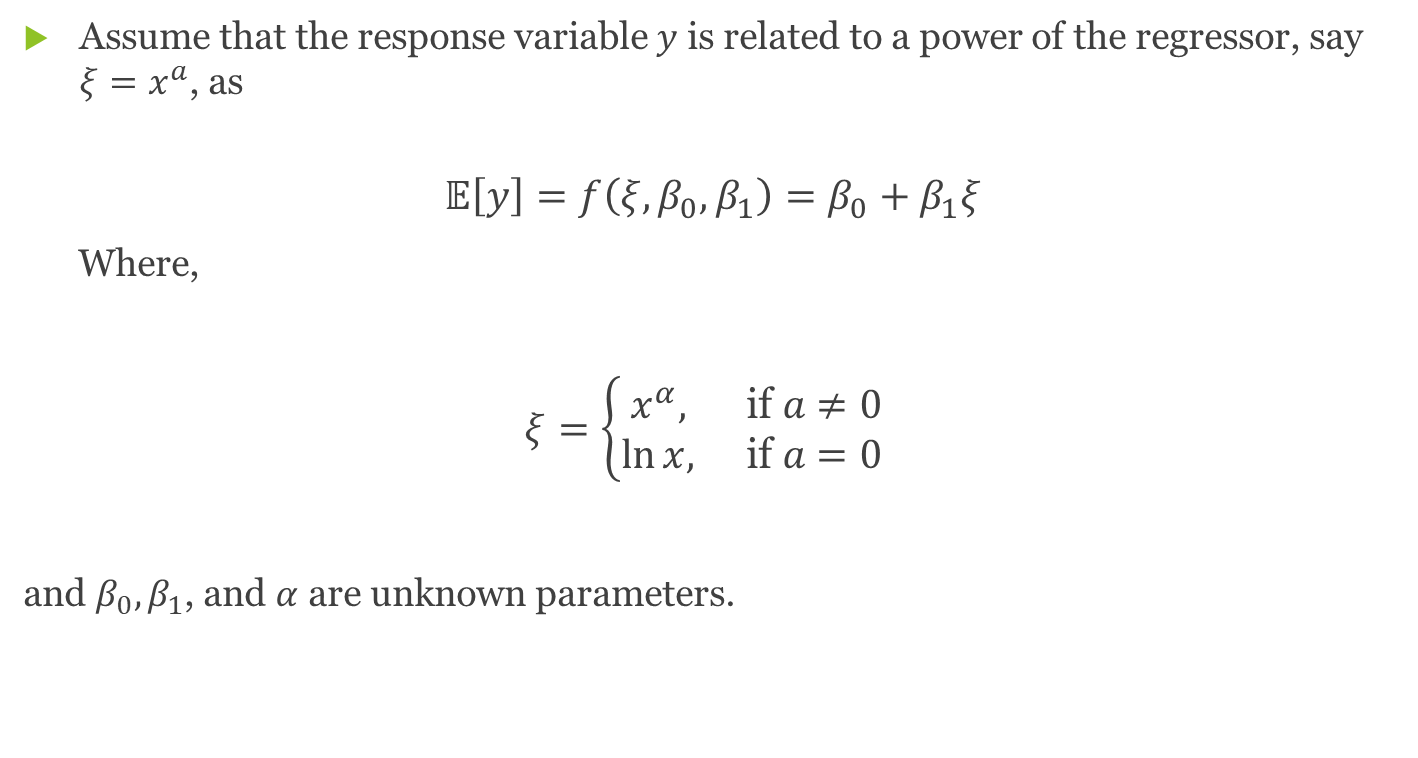 Assume that the response variable y is related to a power of the regressor, say
ξ = xᵃ, as
𝔼[y] = f(ξ, β₀, β₁) = β₀ + β₁ξ
Where,
ξ = { x^α, if a ≠ 0
ln x, if a = 0
and β₀, β₁, and α are unknown parameters.